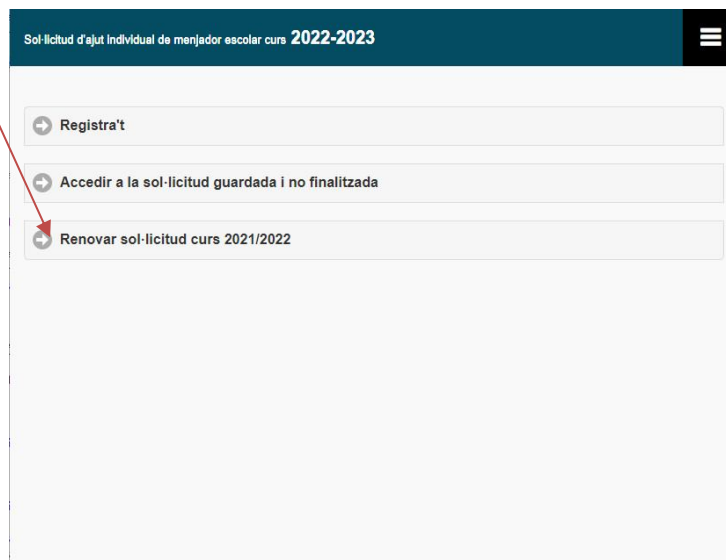 Sol·licitud d'ajut individual de menjador escolar curs 2022-2023
Registra't
Accedir a la sol·licitud guardada i no finalitzada
Renovar sol·licitud curs 2021/2022